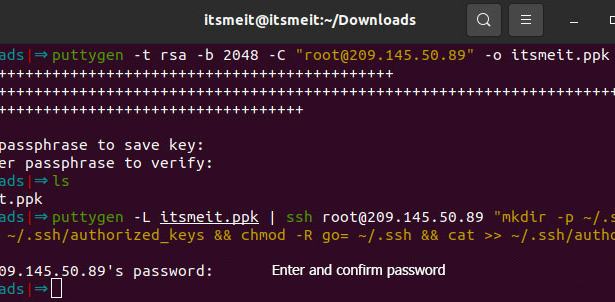 itsmeit@itsmeit:~/Downloads
ads|⇒puttygen -t rsa -b 2048 -C "root@209.145.50.89" -o itsmeit.ppk
++++++++++++++++++++++++++++++++++++++++++++++
+++++++++++++++++++++++++++++++++++++++++++++++++++++++++++++++++++++++++
+++++++++++++++++++++++++++++++++++
passphrase to save key:
er passphrase to verify:
ads|⇒ls
t.ppk
ads|⇒puttygen -L itsmeit.ppk | ssh root@209.145.50.89 "mkdir -p ~/.s
~/.ssh/authorized_keys && chmod -R go= ~/.ssh && cat >> ~/.ssh/autho
09.145.50.89's password: Enter and confirm password
ads|⇒